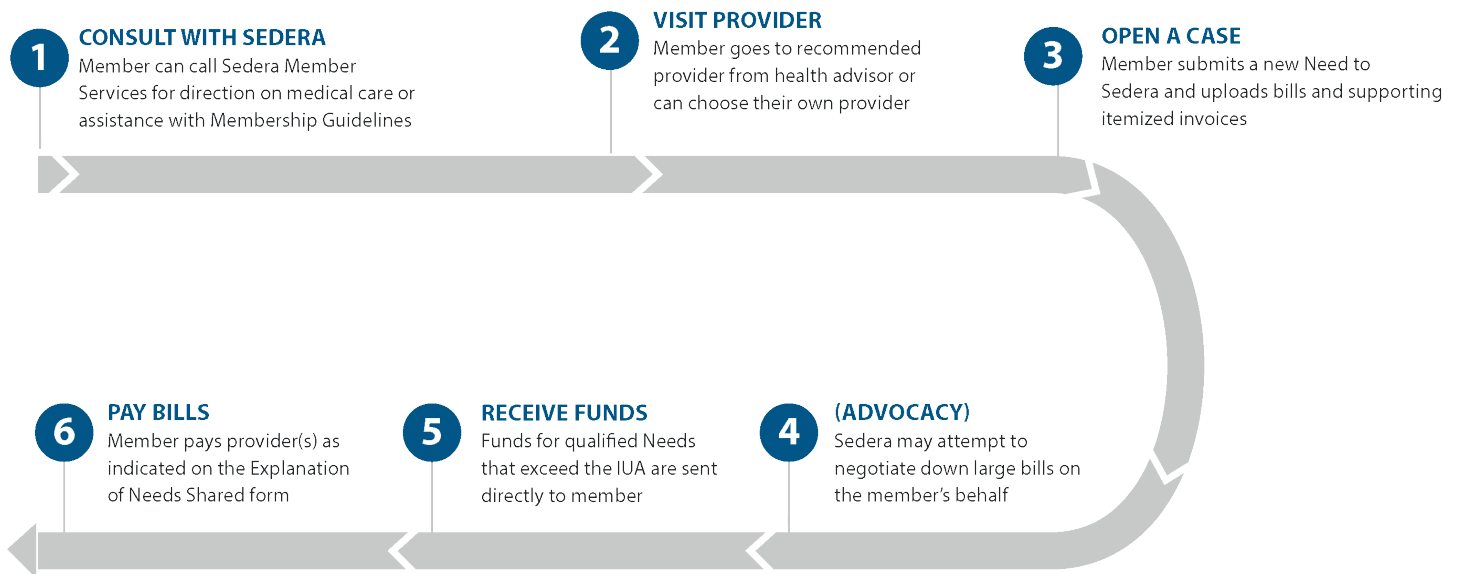 1
CONSULT WITH SEDERA
Member can call Sedera Member
Services for direction on medical care or
assistance with Membership Guidelines
2
VISIT PROVIDER
Member goes to recommended
provider from health advisor or
can choose their own provider
3
OPEN A CASE
Member submits a new Need to
Sedera and uploads bills and supporting
itemized invoices
4
(ADVOCACY)
Sedera may attempt to
negotiate down large bills on
the member’s behalf
5
RECEIVE FUNDS
Funds for qualified Needs
that exceed the IUA are sent
directly to member
6
PAY BILLS
Member pays provider(s) as
indicated on the Explanation
of Needs Shared form